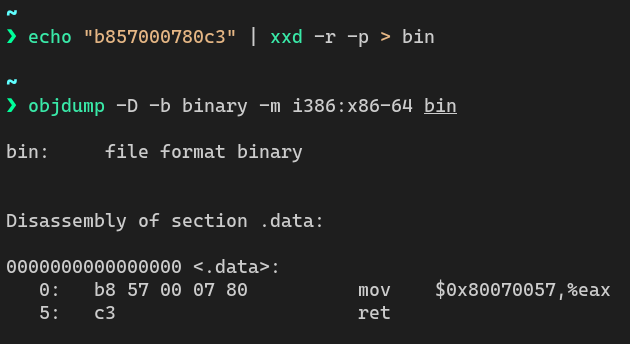 ~
❯ echo "b857000780c3" | xxd -r -p > bin
~
❯ objdump -D -b binary -m i386:x86-64 bin
bin:     file format binary
Disassembly of section .data:
0000000000000000 <.data>:
   0:   b8 57 00 07 80          mov    $0x80070057,%eax
   5:   c3                      ret